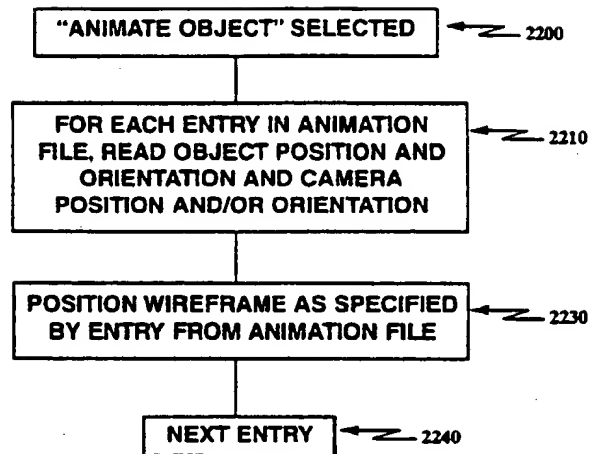 “ANIMATE OBJECT” SELECTED
2200
FOR EACH ENTRY IN ANIMATION
FILE, READ OBJECT POSITION AND
ORIENTATION AND CAMERA
POSITION AND/OR ORIENTATION
2210
POSITION WIREFRAME AS SPECIFIED
BY ENTRY FROM ANIMATION FILE
2230
NEXT ENTRY
2240